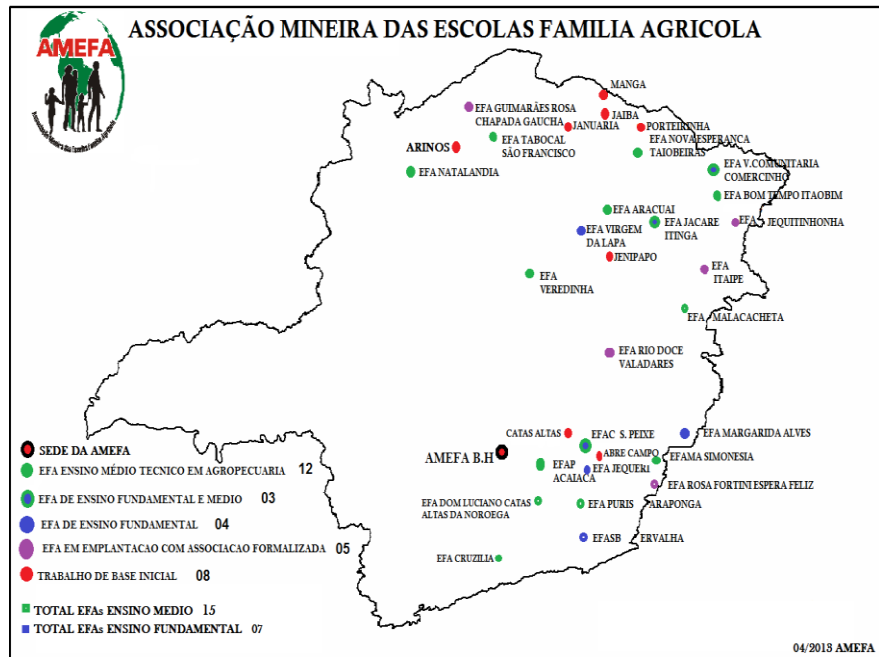 ASSOCIAÇÃO MINEIRA DAS ESCOLAS FAMILIA AGRICOLA
AMEFA
MANGA
EFA GUIMARÃES ROSA
CHAPADA GAUCHA
JANUARIA
JAIBA
PORTEIRINHA
ARINOS
EFA TABOCAL
SÃO FRANCISCO
EFA NOVA ESPERANÇA
TAIOBEIRAS
EFA NATALANDIA
EFA V.COMUNITARIA
COMERCINHO
EFA BOM TEMPO ITAOBIM
EFA ARACUAI
EFA VIRGEM
DA LAPA
EFA JACARE
ITINGA
EFA JEQUITINHONHA
JENIPAPO
EFA
ITAIPE
EFA
VEREDINHA
EFA MALACACHETA
EFA RIO DOCE
VALADARES
CATAS ALTAS
EFAC S. PEIXE
EFA MARGARIDA ALVES
AMEFA B.H
ABRE CAMPO
EFAMA SIMONESIA
EFAP
ACAIACA
EFA JEQUERI
EFA ROSA FORTINI ESPERA FELIZ
EFA DOM LUCIANO CATAS
ALTAS DA NOROEGA
EFA PURIS ARAPONGA
EFASB ERVALHA
EFA CRUZILIA
SEDE DA AMEFA
EFA ENSINO MÉDIO TECNICO EM AGROPECUARIA 12
EFA DE ENSINO FUNDAMENTAL E MEDIO 03
EFA DE ENSINO FUNDAMENTAL 04
EFA EM EMPLANTACAO COM ASSOCIACAO FORMALIZADA 05
TRABALHO DE BASE INICIAL 08
TOTAL EFAs ENSINO MEDIO 15
TOTAL EFAs ENSINO FUNDAMENTAL 07
04/2013 AMEFA